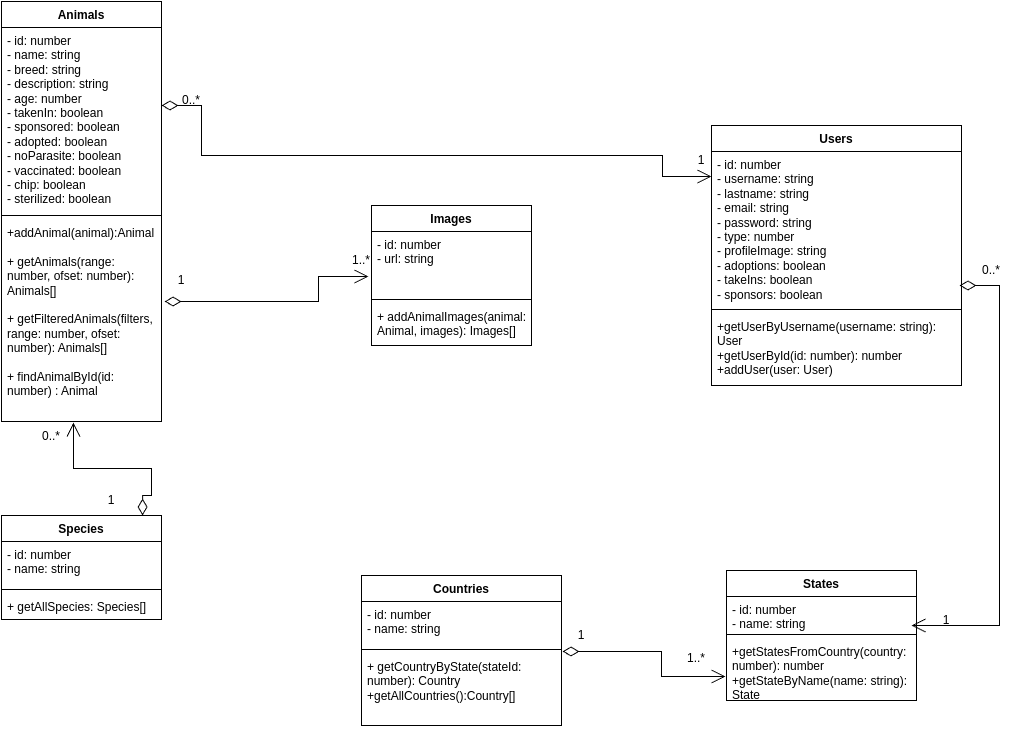 Animals
- id: number
- name: string
- breed: string
- description: string
- age: number
- takenIn: boolean
- sponsored: boolean
- adopted: boolean
- noParasite: boolean
- vaccinated: boolean
- chip: boolean
- sterilized: boolean
+addAnimal(animal):Animal
+ getAnimals(range:
number, ofset: number):
Animals[]
+ getFilteredAnimals(filters,
range: number, ofset:
number): Animals[]
+ findAnimalById(id:
number) : Animal
0..*
1
Users
- id: number
- username: string
- lastname: string
- email: string
- password: string
- type: number
- profileImage: string
- adoptions: boolean
- takeIns: boolean
- sponsors: boolean
+getUserByUsername(username: string):
User
+getUserById(id: number): number
+addUser(user: User)
1
1..*
Images
- id: number
- url: string
+ addAnimalImages(animal:
Animal, images): Images[]
0..*
1
0..*
1
Species
- id: number
- name: string
+ getAllSpecies: Species[]
Countries
- id: number
- name: string
+ getCountryByState(stateId:
number): Country
+getAllCountries():Country[]
1
1..*
States
- id: number
- name: string
+getStatesFromCountry(country:
number): number
+getStateByName(name: string):
State